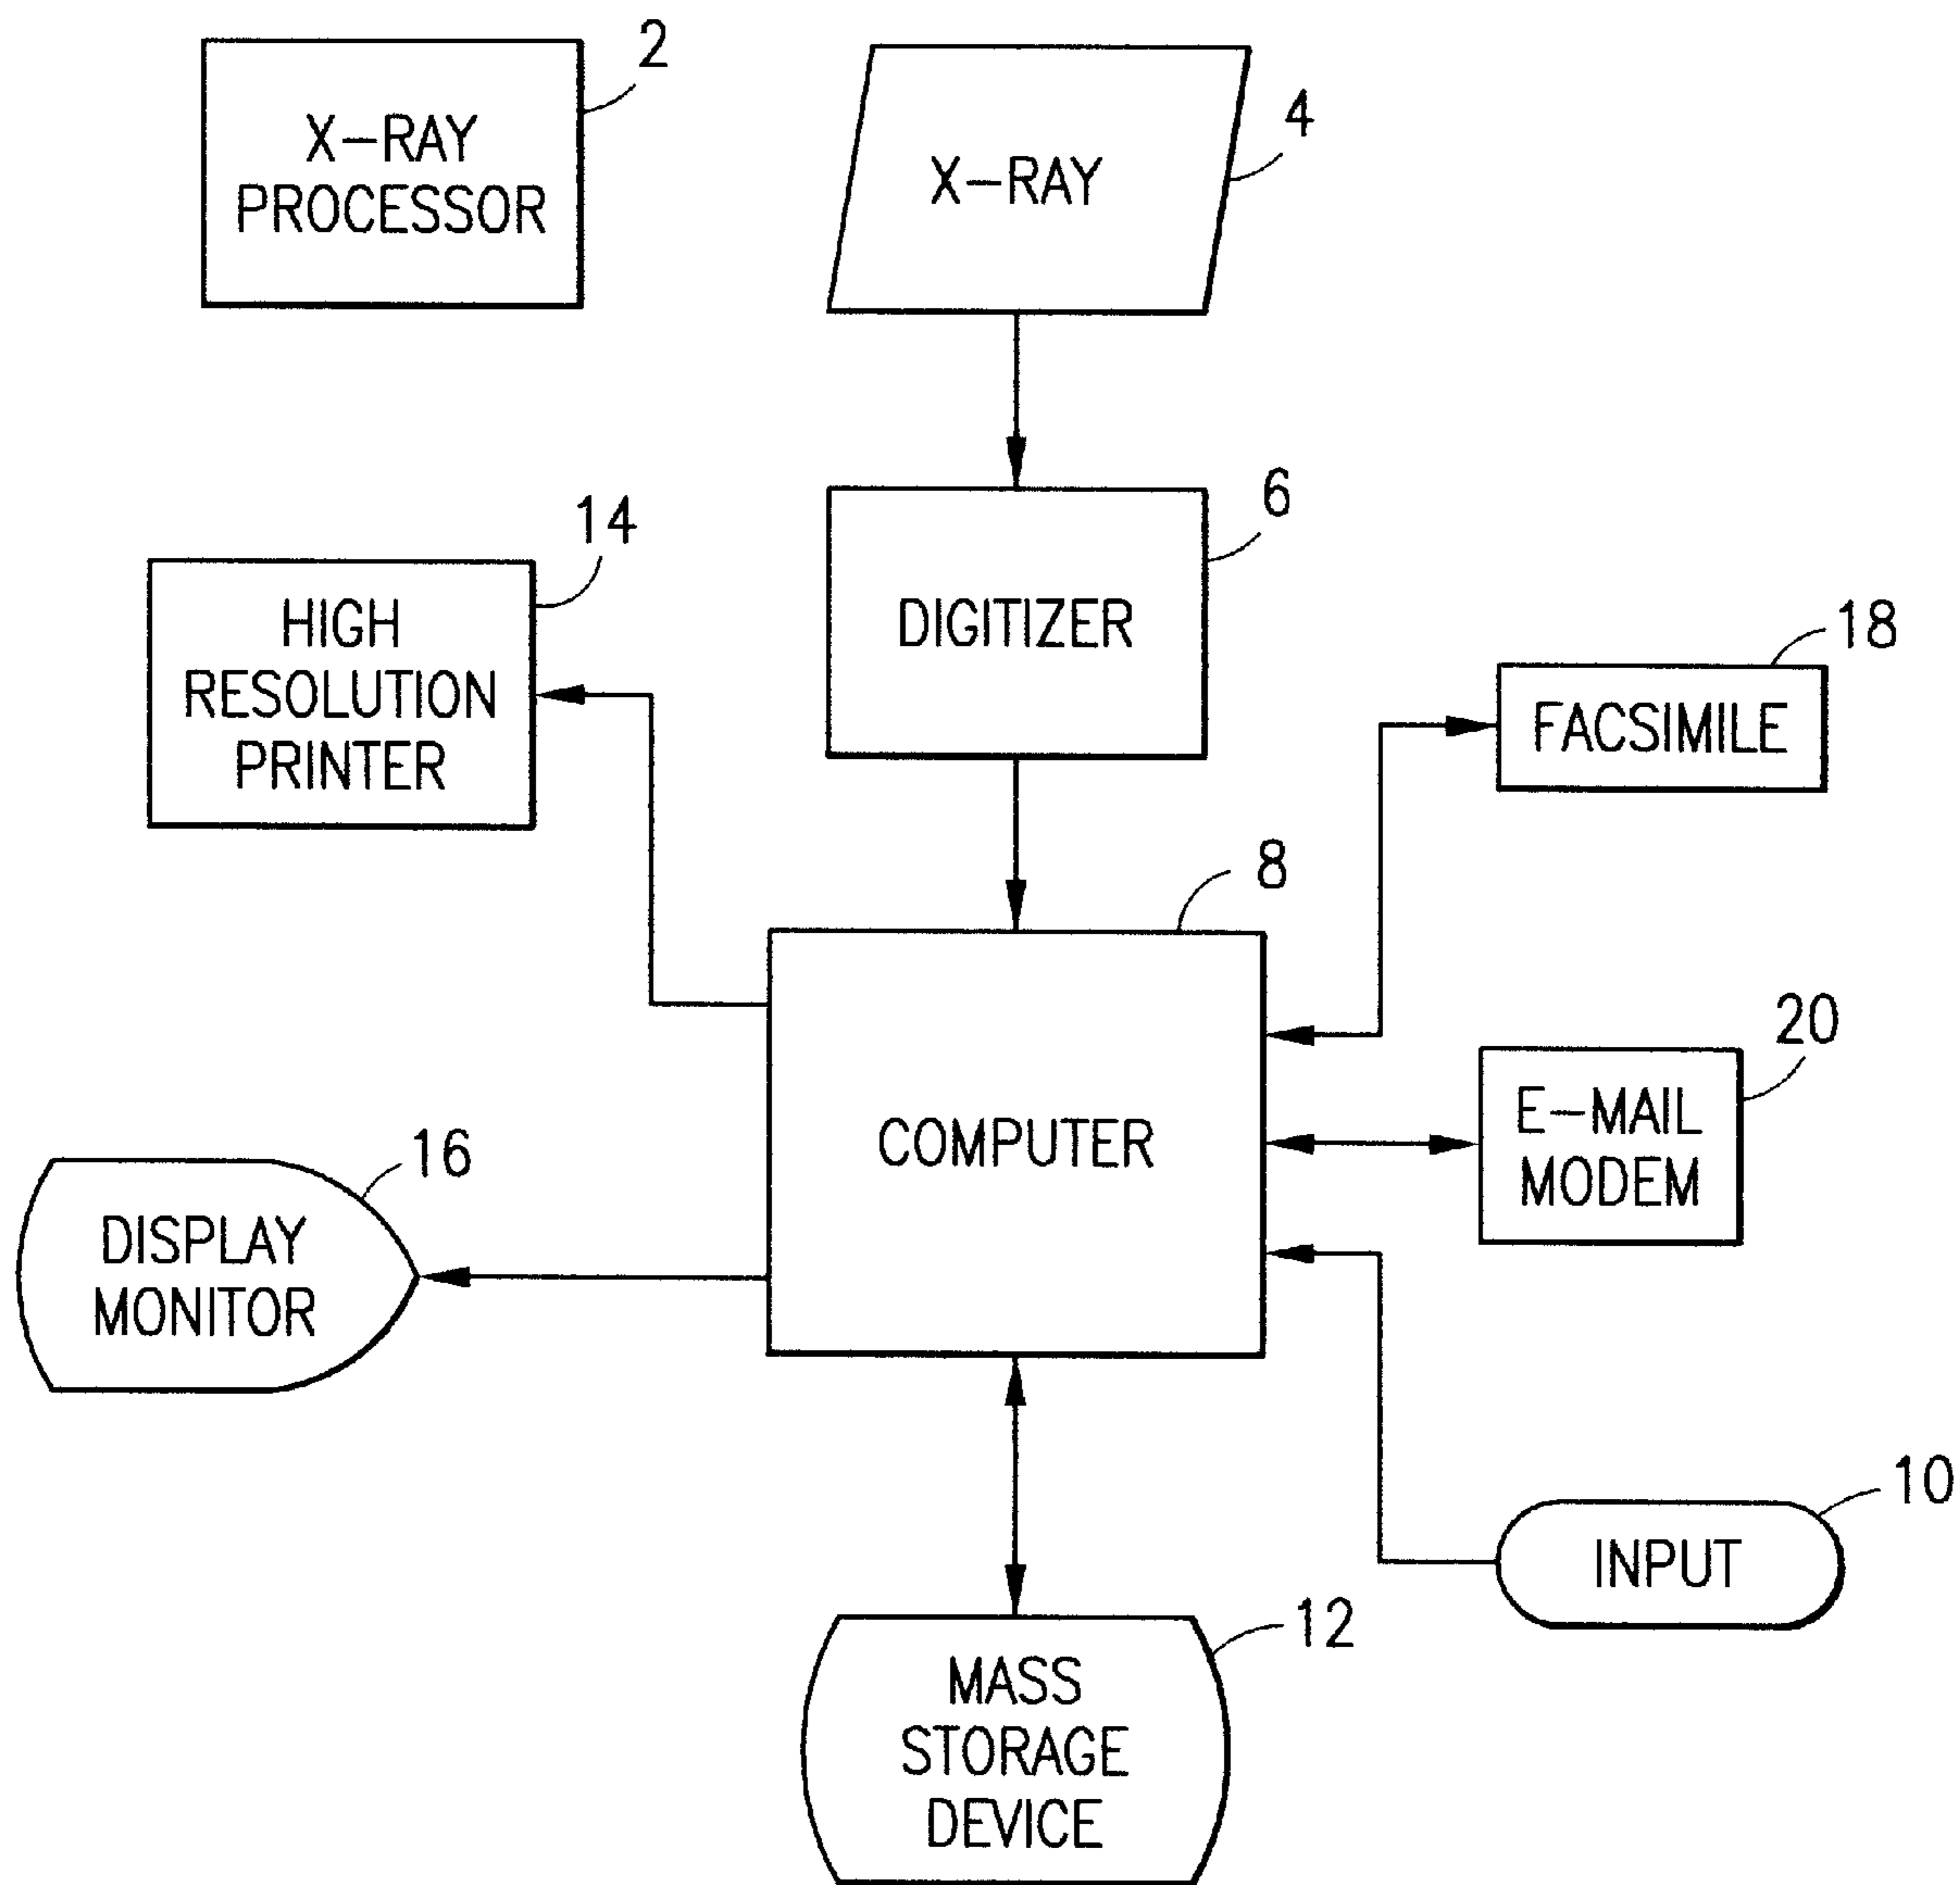 2
X-RAY
PROCESSOR
4
X-RAY
14
HIGH
RESOLUTION
PRINTER
6
DIGITIZER
18
FACSIMILE
8
COMPUTER
20
E-MAIL
MODEM
16
DISPLAY
MONITOR
10
INPUT
12
MASS
STORAGE
DEVICE